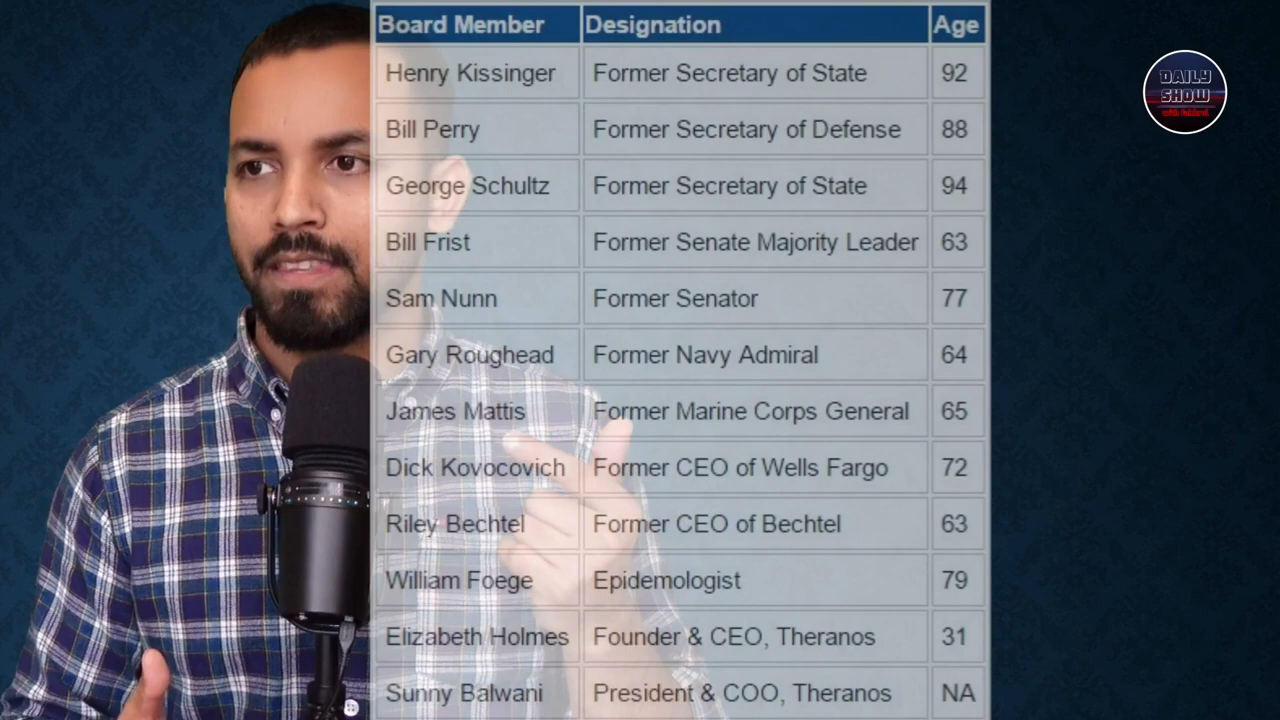 Board Member Designation Age
Henry Kissinger Former Secretary of State 92
Bill Perry Former Secretary of Defense 88
George Schultz Former Secretary of State 94
Bill Frist Former Senate Majority Leader 63
Sam Nunn Former Senator 77
Gary Roughead Former Navy Admiral 64
James Mattis Former Marine Corps General 65
Dick Kovocovich Former CEO of Wells Fargo 72
Riley Bechtel Former CEO of Bechtel 63
William Foege Epidemologist 79
Elizabeth Holmes Founder & CEO, Theranos 31
Sunny Balwani President & COO, Theranos NA
DAILY
SHOW
with